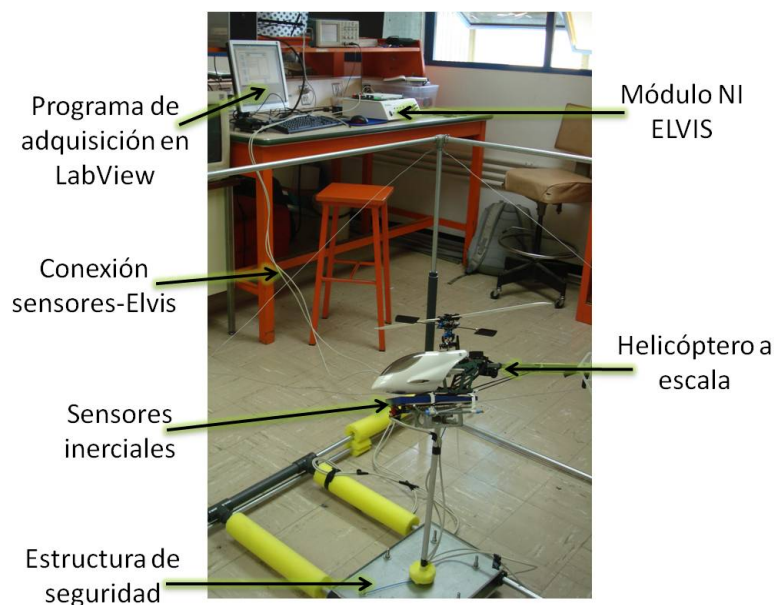 Programa de
adquisición en
LabView
Módulo NI
ELVIS
Conexión
sensores-Elvis
Helicóptero a
escala
Sensores
inerciales
Estructura de
seguridad